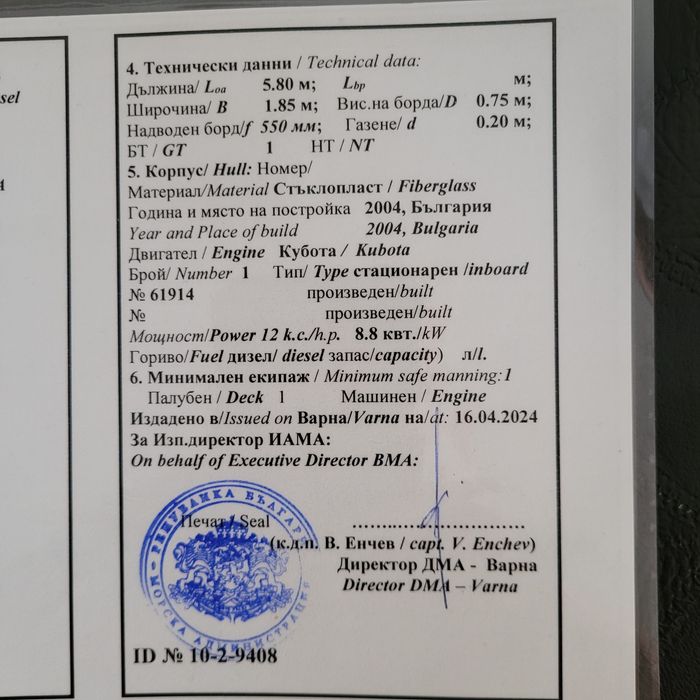 sel
4. Технически данни / Technical data:
Дължина/ Loa 5.80 м; Lbp м;
Широчина/ B 1.85 м; Вис.на борда/D 0.75 м;
Надводен борд/f 550 мм; Газене/ d 0.20 м;
БТ / GT 1 НТ / NT
5. Корпус/ Hull: Номер/
Материал/Material Стъклопласт / Fiberglass
Година и място на постройка 2004, България
Year and Place of build 2004, Bulgaria
Двигател / Engine Кубота / Kubota
Брой/ Number 1 Тип/ Type стационарен /inboard
№ 61914 произведен/built
№ произведен/built
Мощност/Power 12 к.с./h.p. 8.8 квт./kW
Гориво/Fuel дизел/ diesel запас/capacity) л/l.
6. Минимален екипаж / Minimum safe manning:1
Палубен / Deck 1 Машинен / Engine
Издадено в/Issued on Варна/Varna на/at: 16.04.2024
За Изп.директор ИАМА:
On behalf of Executive Director BMA:
РЕПУБЛИКА БЪЛГАРИ
Печат / Seal
(к.д.п. В. Енчев / capt. V. Enchev)
Директор ДМА - Варна
Director DMA – Varna
МОРСКА АДМИНИСТРАЦИЯ
ID № 10-2-9408